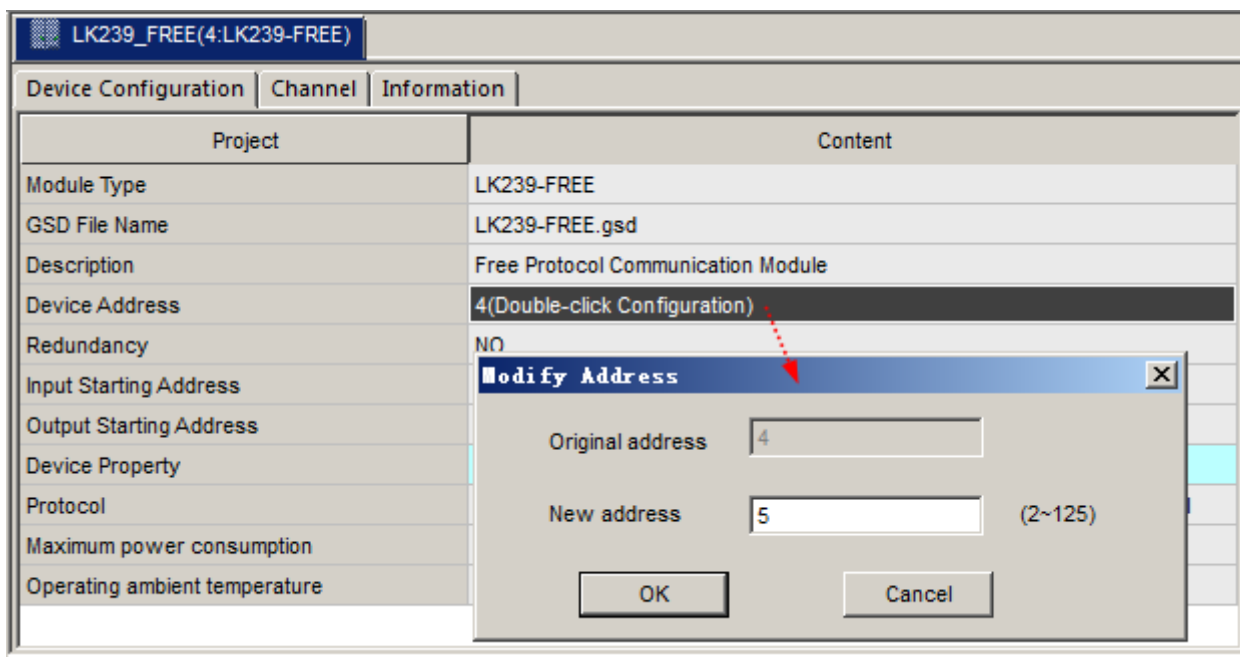 LK239_FREE(4:LK239-FREE)
Device Configuration Channel Information
Project Content
Module Type LK239-FREE
GSD File Name LK239-FREE.gsd
Description Free Protocol Communication Module
Device Address 4(Double-click Configuration)
Redundancy NO
Input Starting Address
Output Starting Address
Device Property
Protocol
Maximum power consumption
Operating ambient temperature
Modify Address
Original address 4
New address 5 (2~125)
OK Cancel